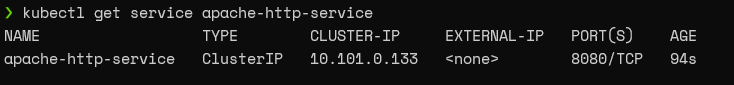 ❯ kubectl get service apache-http-service
NAME                  TYPE        CLUSTER-IP     EXTERNAL-IP   PORT(S)    AGE
apache-http-service   ClusterIP   10.101.0.133   <none>        8080/TCP   94s